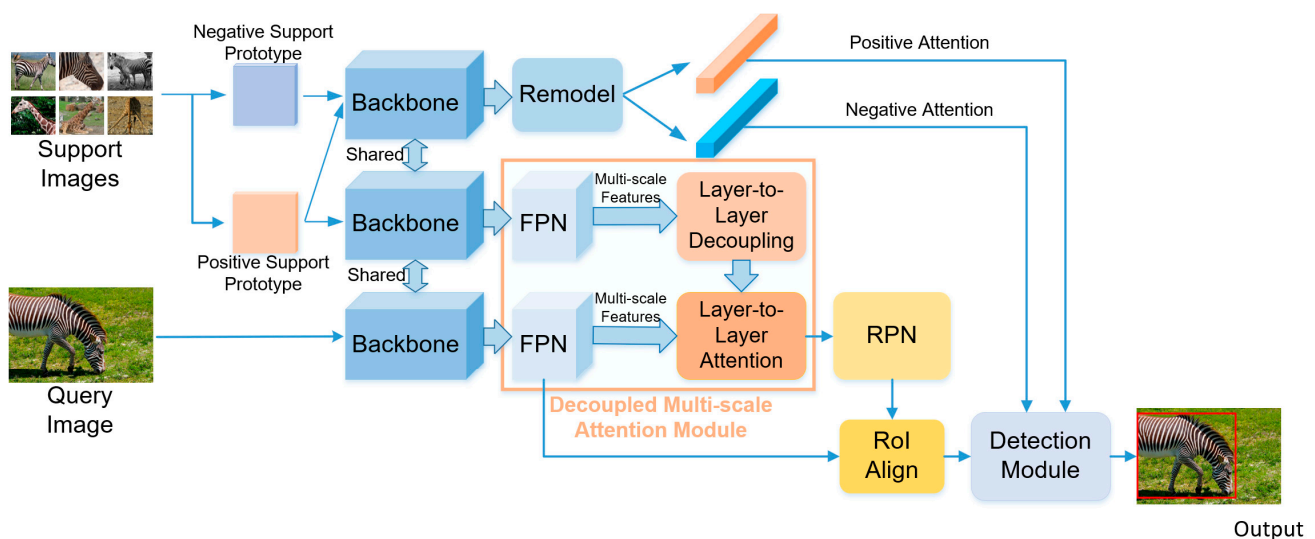 Negative Support
Prototype
Support
Images
Positive Support
Prototype
Query
Image
Backbone
Shared
Backbone
Shared
Backbone
Remodel
Positive Attention
Negative Attention
FPN
Multi-scale
Features
Layer-to-
Layer
Decoupling
FPN
Multi-scale
Features
Layer-to-
Layer
Attention
Decoupled Multi-scale
Attention Module
RPN
RoI
Align
Detection
Module
Output